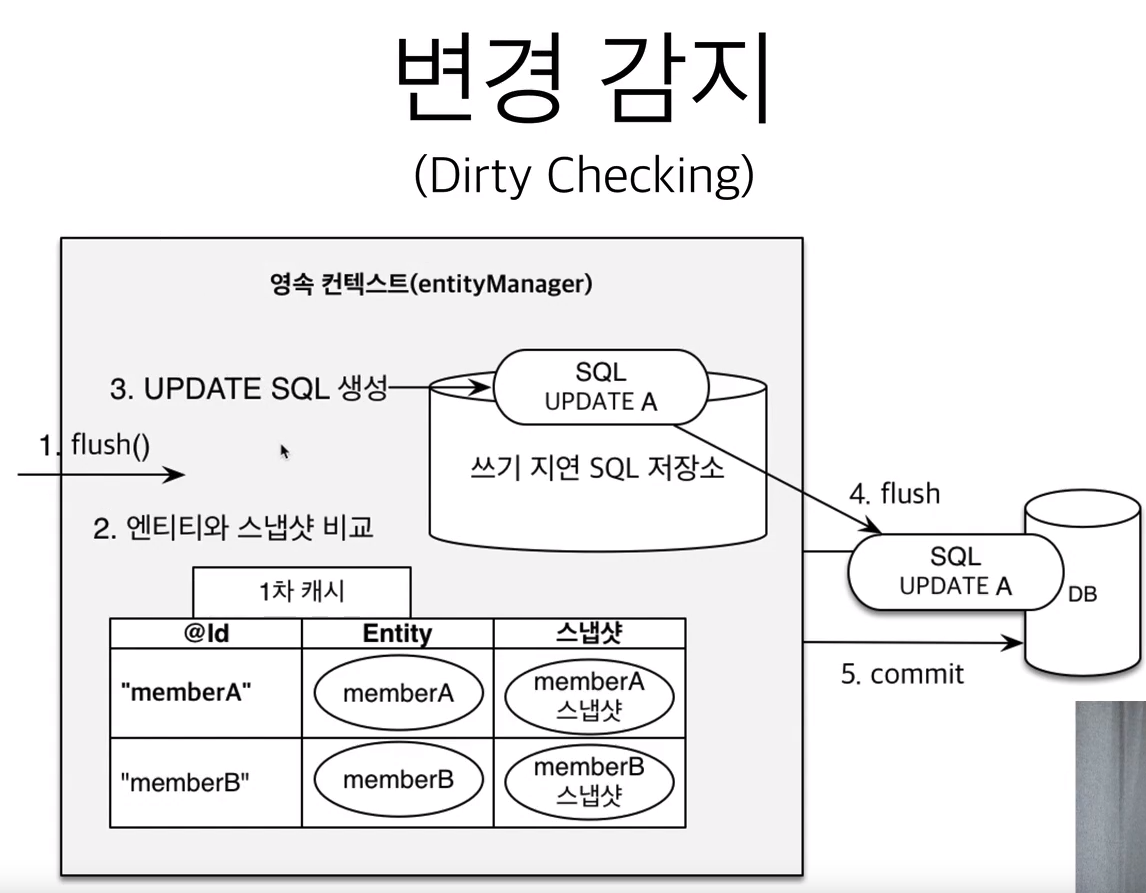 변경 감지
(Dirty Checking)
영속 컨텍스트(entityManager)
3. UPDATE SQL 생성
SQL
UPDATE A
1. flush()
쓰기 지연 SQL 저장소
2. 엔티티와 스냅샷 비교
4. flush
SQL
UPDATE A
DB
5. commit
1차 캐시
@Id Entity 스냅샷
"memberA" memberA memberA
스냅샷
"memberB" memberB memberB
스냅샷